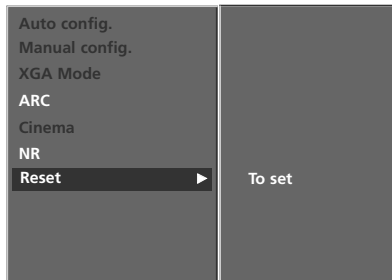 Auto config.
Manual config.
XGA Mode
ARC
Cinema
NR
Reset
To set